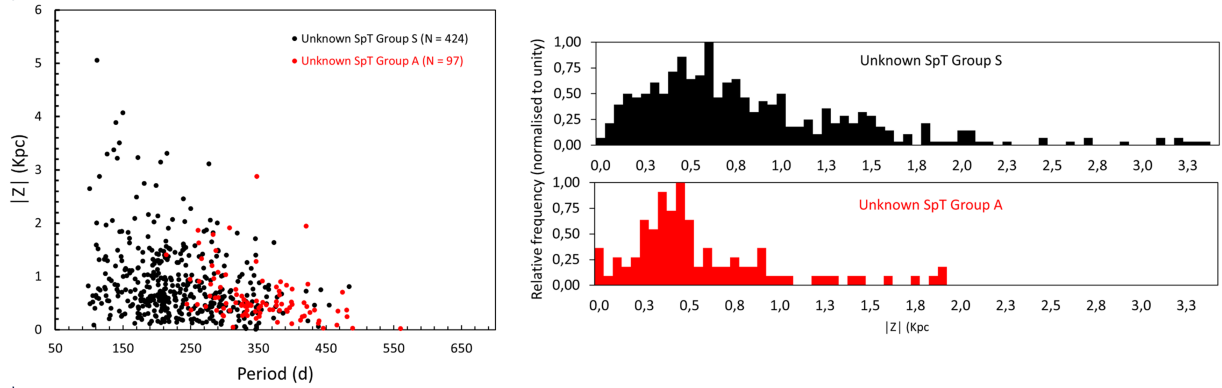 6
5
4
3
2
1
0
|Z| (Kpc)
Unknown SpT Group S (N = 424)
Unknown SpT Group A (N = 97)
50 150 250 350 450 550 650
Period (d)
Relative frequency (normalised to unity)
1,00
0,75
0,50
0,25
0,00
Unknown SpT Group S
0,0 0,3 0,5 0,8 1,0 1,3 1,5 1,8 2,0 2,3 2,5 2,8 3,0 3,3
1,00
0,75
0,50
0,25
0,00
Unknown SpT Group A
0,0 0,3 0,5 0,8 1,0 1,3 1,5 1,8 2,0 2,3 2,5 2,8 3,0 3,3
|Z| (Kpc